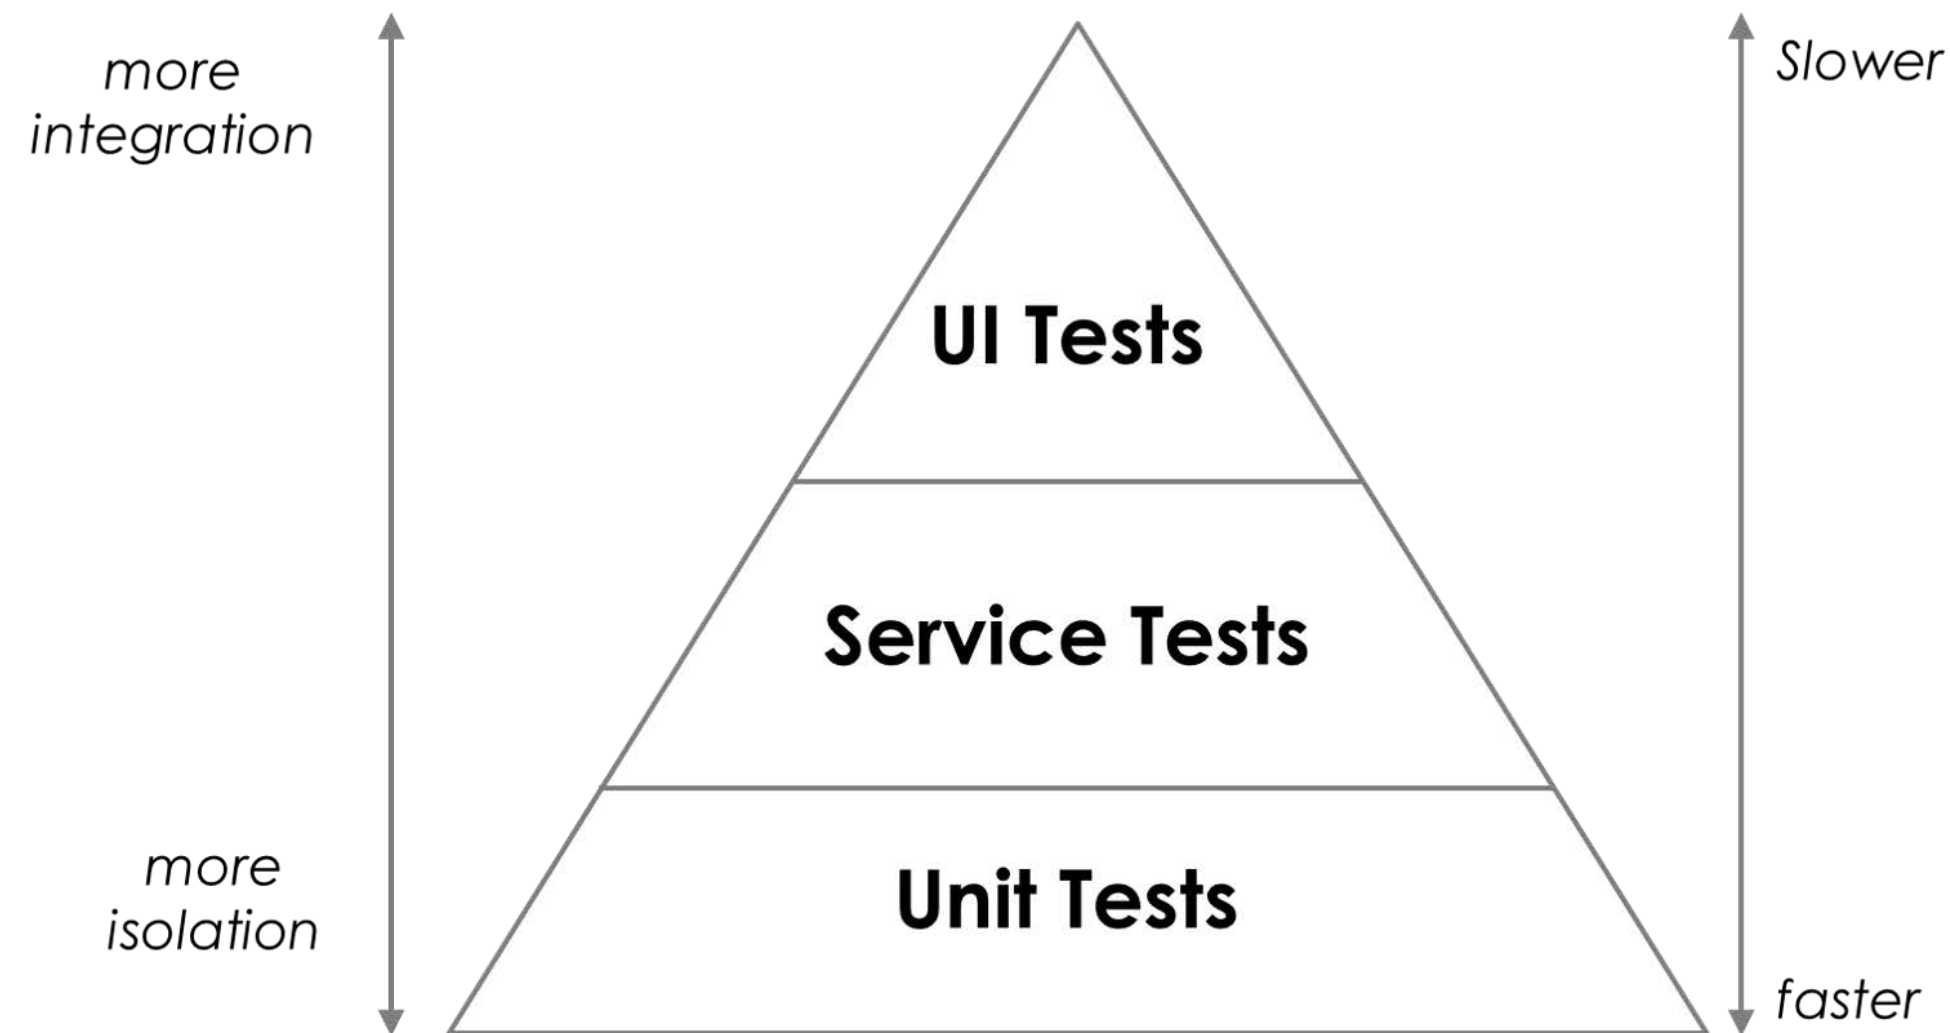 more
integration
Slower
UI Tests
Service Tests
more
isolation
Unit Tests
faster